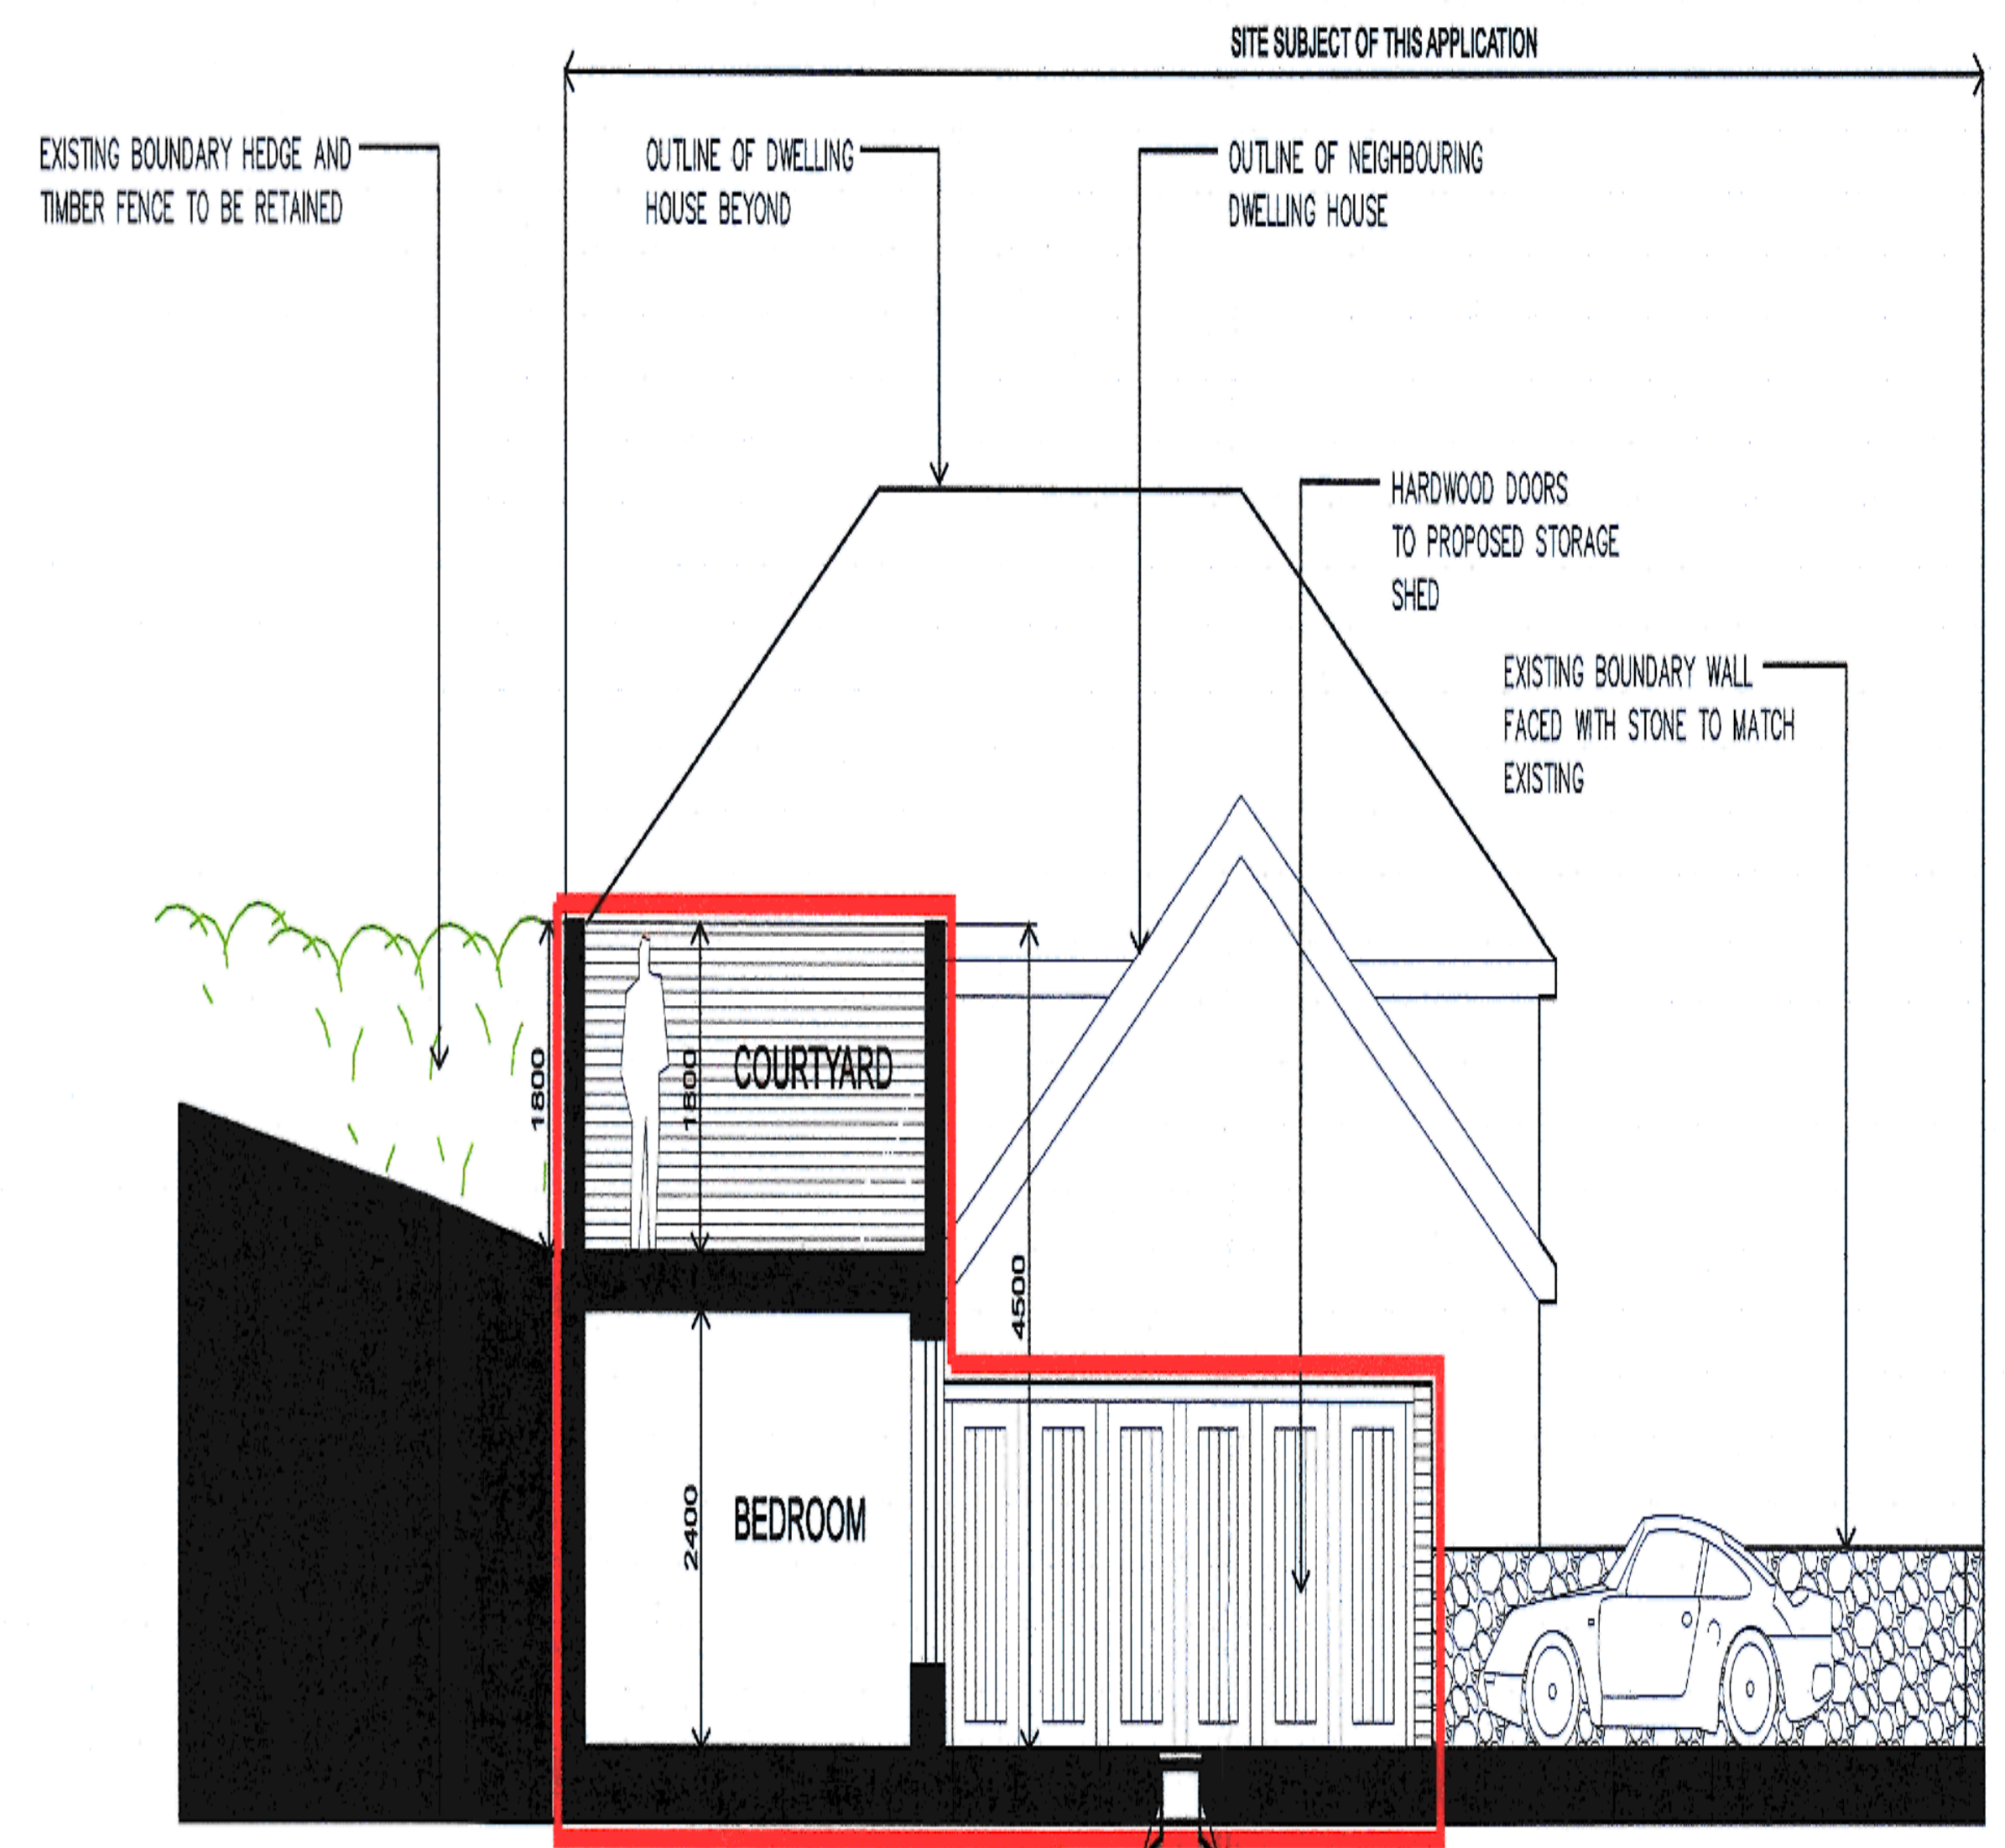 SITE SUBJECT OF THIS APPLICATION
EXISTING BOUNDARY HEDGE AND
TIMBER FENCE TO BE RETAINED
OUTLINE OF DWELLING
HOUSE BEYOND
OUTLINE OF NEIGHBOURING
DWELLING HOUSE
HARDWOOD DOORS
TO PROPOSED STORAGE
SHED
EXISTING BOUNDARY WALL
FACED WITH STONE TO MATCH
EXISTING
1800
1800
COURTYARD
4500
2400
BEDROOM